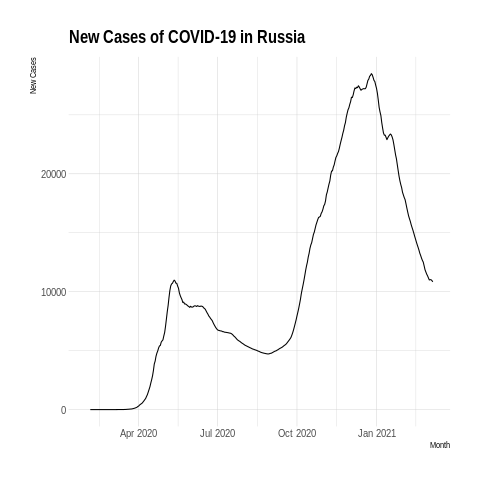 New Cases of COVID-19 in Russia
New Cases
20000
10000
0
Apr 2020
Jul 2020
Oct 2020
Jan 2021
Month